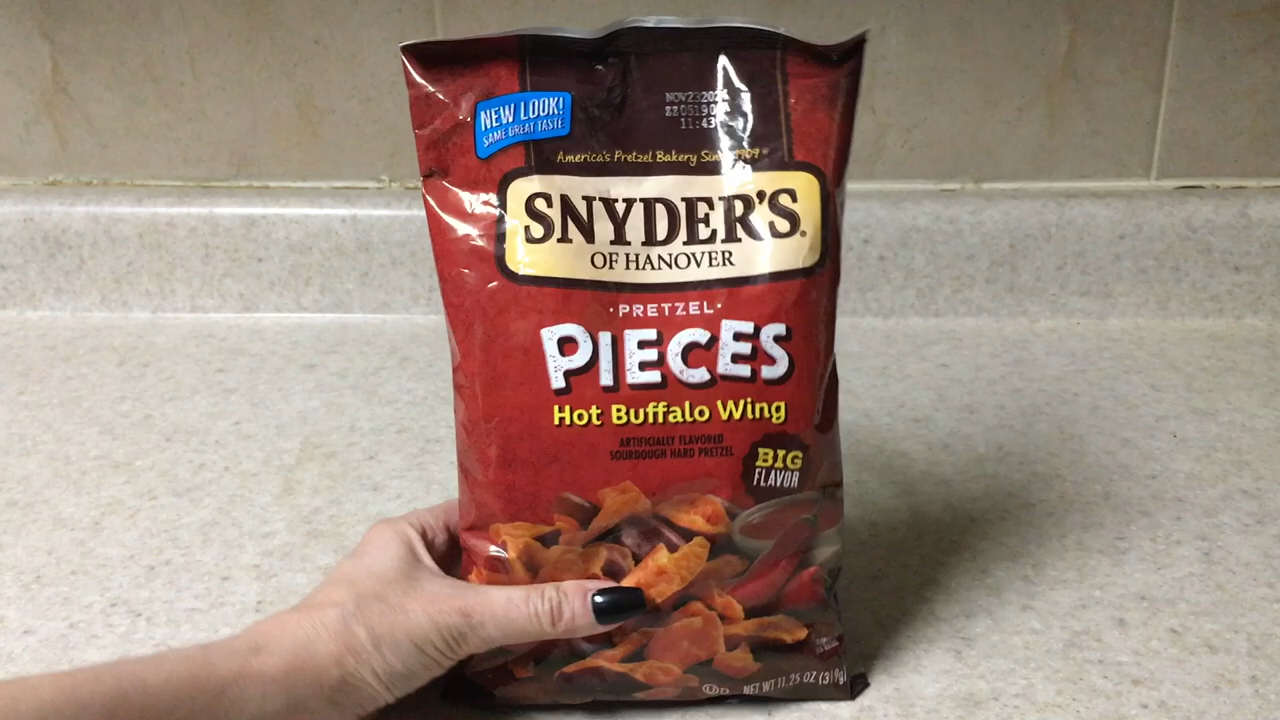 NEW LOOK!
SAME GREAT TASTE
NOV232024
11:43
America's Pretzel Bakery Since 1909
SNYDER'S
OF HANOVER
· PRETZEL ·
PIECES
Hot Buffalo Wing
ARTIFICIALLY FLAVORED
SOURDOUGH HARD PRETZEL
BIG
FLAVOR
NET WT 11.25 OZ (319g)